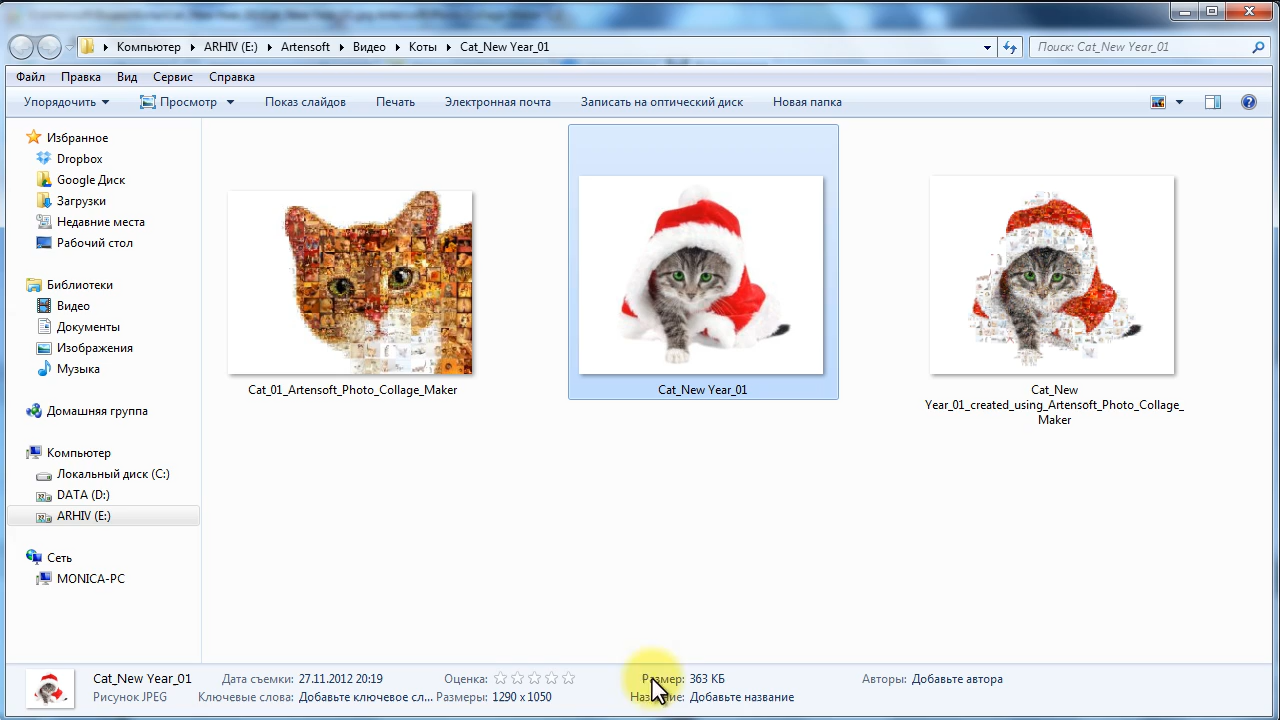 Компьютер ARHIV (E:) Artensoft Видео Коты Cat_New Year_01
Поиск: Cat_New Year_01
Файл Правка Вид Сервис Справка
Упорядочить Просмотр Показ слайдов Печать Электронная почта Записать на оптический диск Новая папка
Избранное
Dropbox
Google Диск
Загрузки
Недавние места
Рабочий стол
Библиотеки
Видео
Документы
Изображения
Музыка
Домашняя группа
Компьютер
Локальный диск (C:)
DATA (D:)
ARHIV (E:)
Сеть
MONICA-PC
Cat_01_Artensoft_Photo_Collage_Maker
Cat_New Year_01
Cat_New
Year_01_created_using_Artensoft_Photo_Collage_
Maker
Cat_New Year_01 Дата съемки: 27.11.2012 20:19 Оценка: Размер: 363 КБ Авторы: Добавьте автора
Рисунок JPEG Ключевые слова: Добавьте ключевое сл... Размеры: 1290 x 1050 Название: Добавьте название